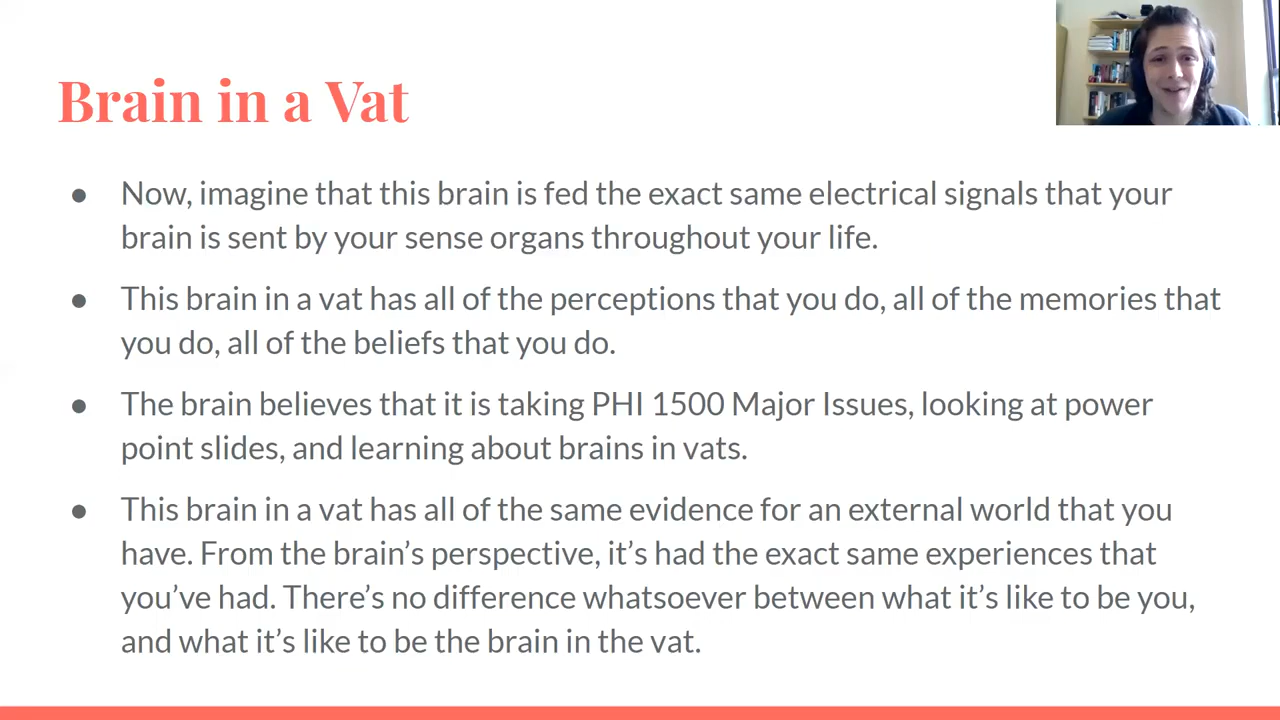 Brain in a Vat
● Now, imagine that this brain is fed the exact same electrical signals that your
brain is sent by your sense organs throughout your life.
● This brain in a vat has all of the perceptions that you do, all of the memories that
you do, all of the beliefs that you do.
● The brain believes that it is taking PHI 1500 Major Issues, looking at power
point slides, and learning about brains in vats.
● This brain in a vat has all of the same evidence for an external world that you
have. From the brain’s perspective, it’s had the exact same experiences that
you’ve had. There’s no difference whatsoever between what it’s like to be you,
and what it’s like to be the brain in the vat.